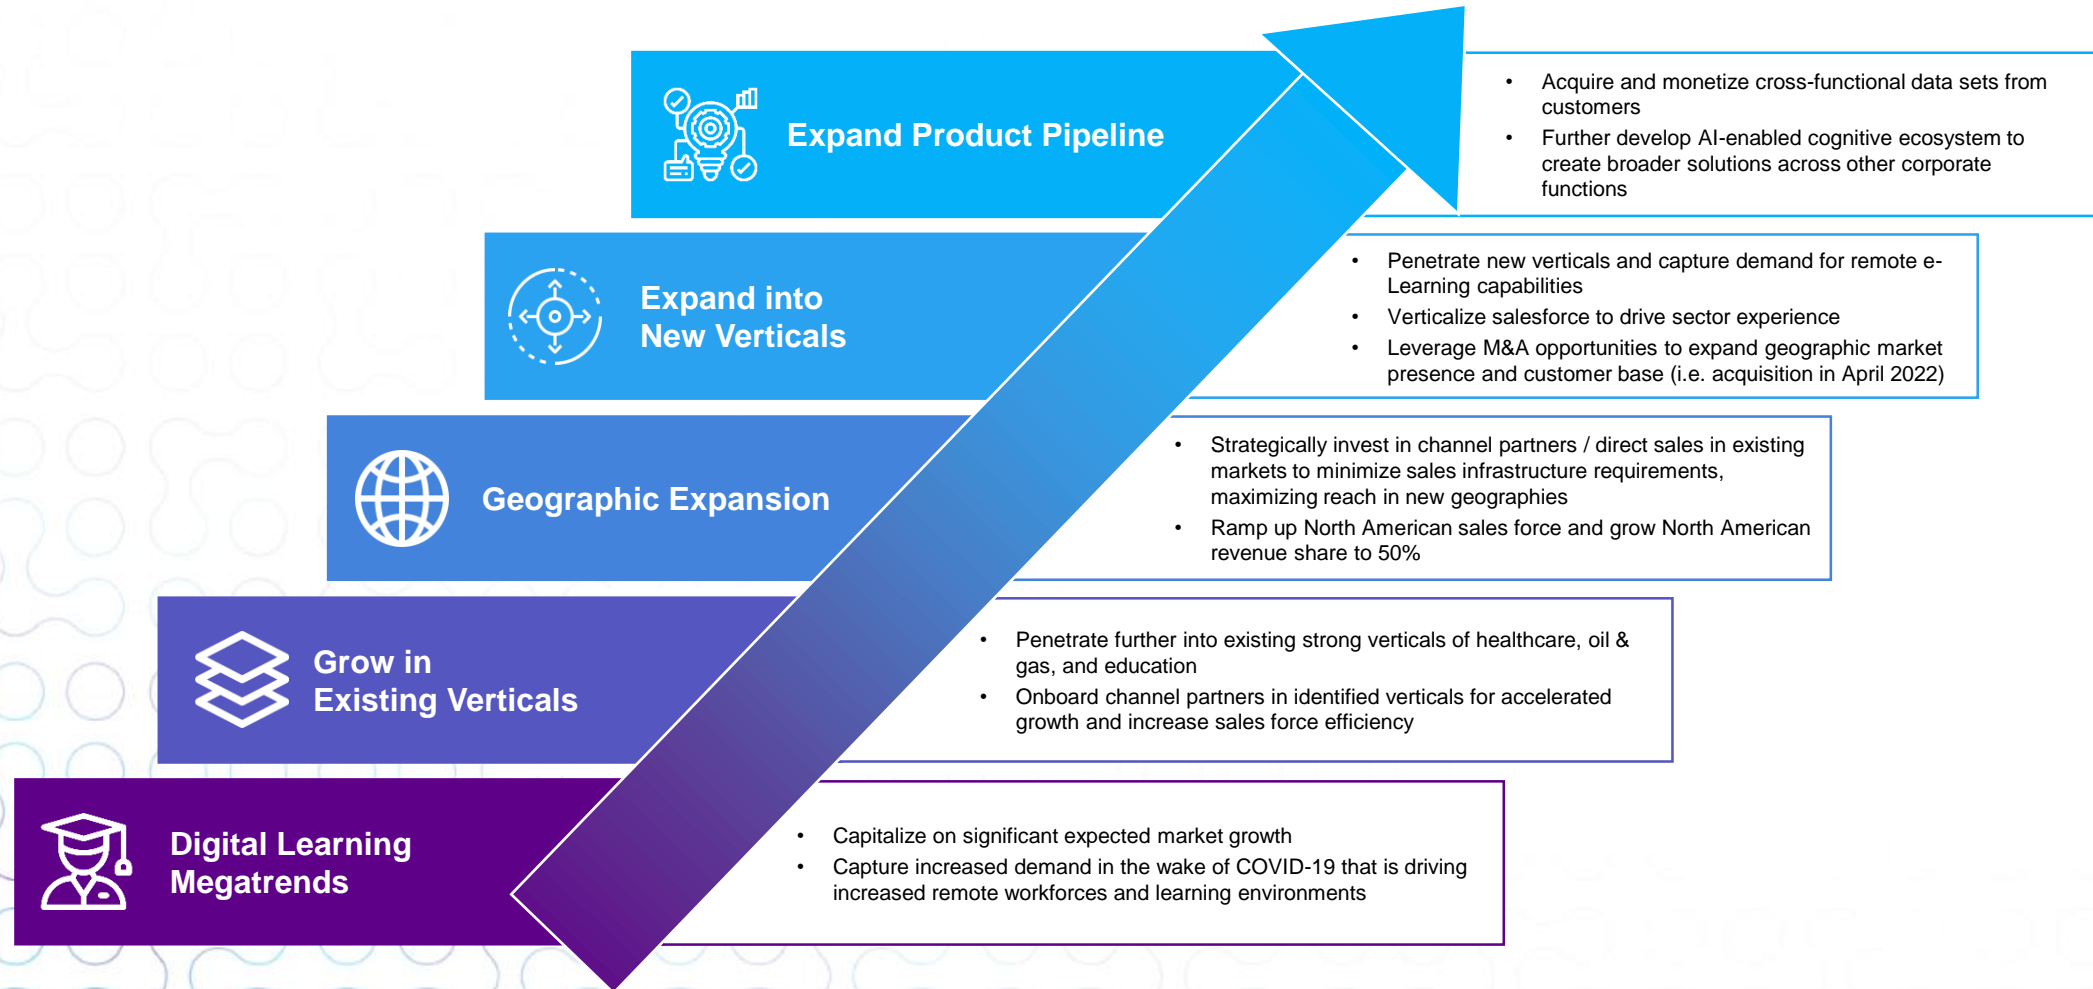 Expand Product Pipeline
• Acquire and monetize cross-functional data sets from
customers
• Further develop AI-enabled cognitive ecosystem to
create broader solutions across other corporate
functions
Expand into
New Verticals
• Penetrate new verticals and capture demand for remote e-
Learning capabilities
• Verticalize salesforce to drive sector experience
• Leverage M&A opportunities to expand geographic market
presence and customer base (i.e. acquisition in April 2022)
Geographic Expansion
• Strategically invest in channel partners / direct sales in existing
markets to minimize sales infrastructure requirements,
maximizing reach in new geographies
• Ramp up North American sales force and grow North American
revenue share to 50%
Grow in
Existing Verticals
• Penetrate further into existing strong verticals of healthcare, oil &
gas, and education
• Onboard channel partners in identified verticals for accelerated
growth and increase sales force efficiency
Digital Learning
Megatrends
• Capitalize on significant expected market growth
• Capture increased demand in the wake of COVID-19 that is driving
increased remote workforces and learning environments